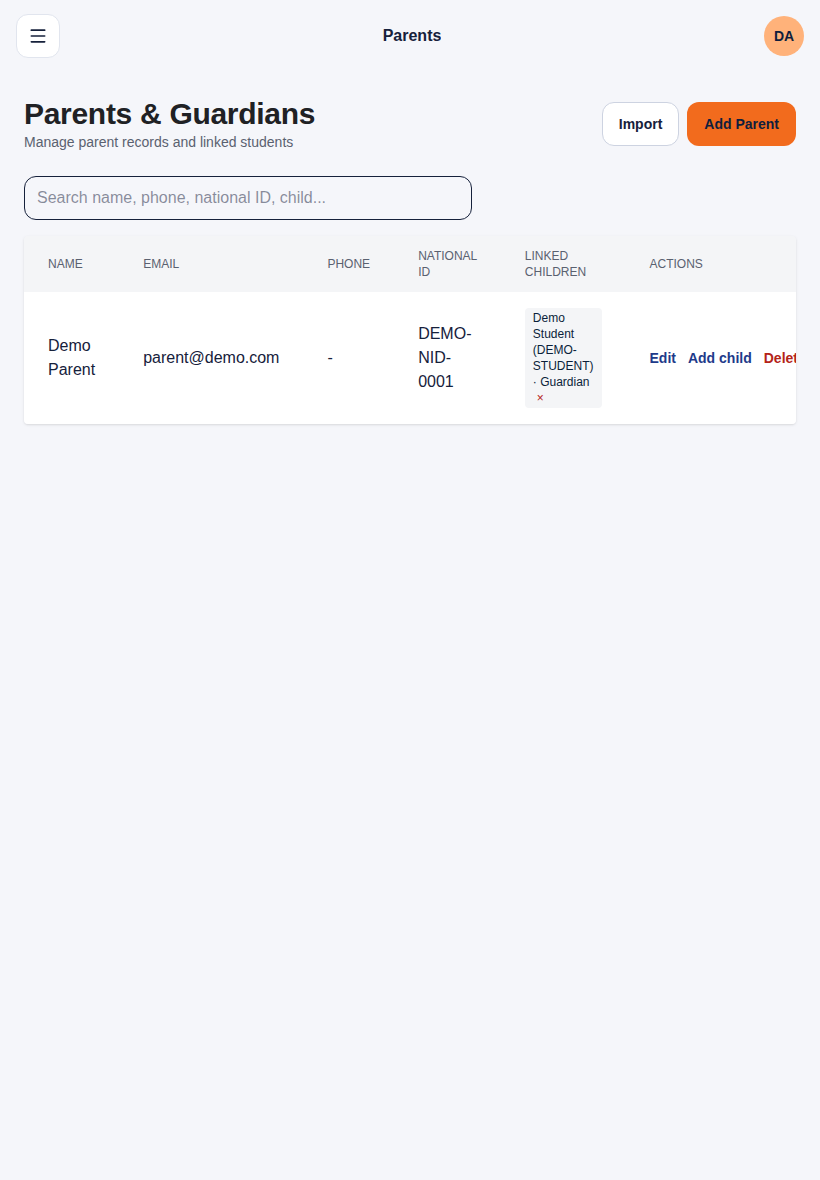 Parents
DA
Parents & Guardians
Manage parent records and linked students
Import
Add Parent
Search name, phone, national ID, child...
NAME
EMAIL
PHONE
NATIONAL
ID
LINKED
CHILDREN
ACTIONS
Demo
Parent
parent@demo.com
-
DEMO-
NID-
0001
Demo
Student
(DEMO-
STUDENT)
· Guardian
×
Edit
Add child
Delet